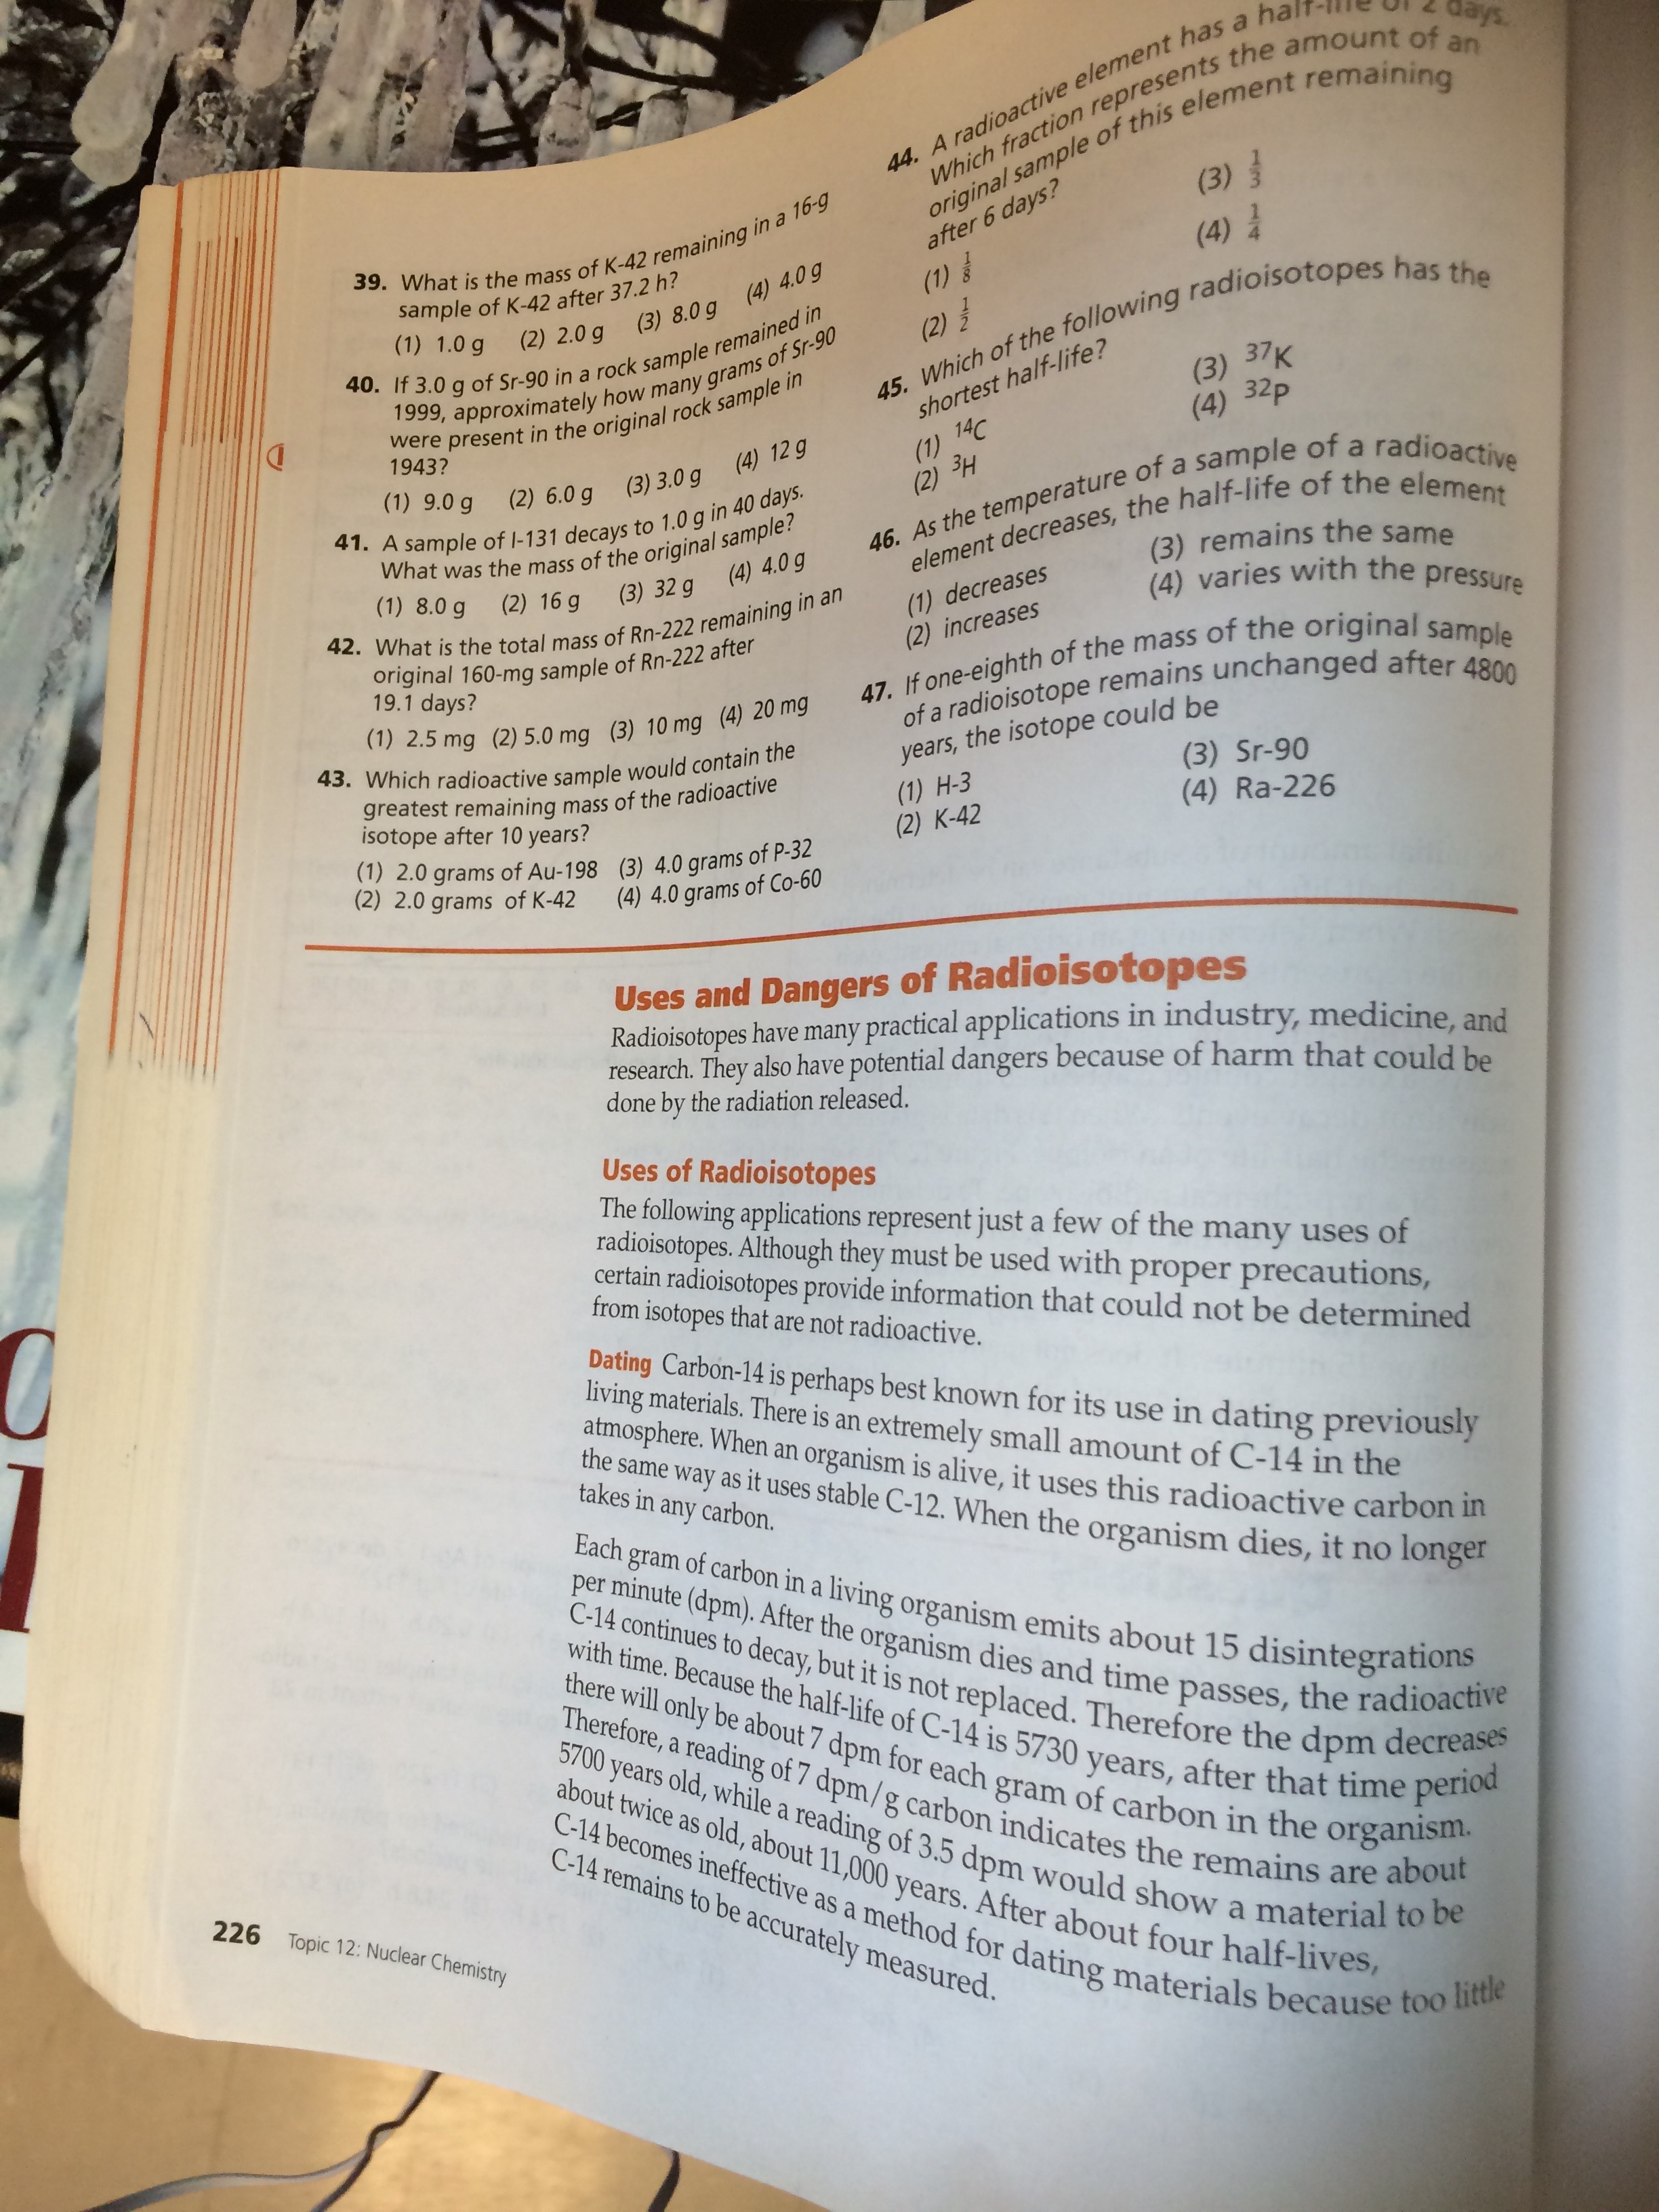 39. What is the mass of K-42 remaining in a 16-g
sample of K-42 after 37.2 h?
(1) 1.0 g (2) 2.0 g (3) 8.0 g (4) 4.0 g
40. If 3.0 g of Sr-90 in a rock sample remained in
1999, approximately how many grams of Sr-90
were present in the original rock sample in
1943?
(1) 9.0 g (2) 6.0 g (3) 3.0 g (4) 12 g
41. A sample of I-131 decays to 1.0 g in 40 days.
What was the mass of the original sample?
(1) 8.0 g (2) 16 g (3) 32 g (4) 4.0 g
42. What is the total mass of Rn-222 remaining in an
original 160-mg sample of Rn-222 after
19.1 days?
(1) 2.5 mg (2) 5.0 mg (3) 10 mg (4) 20 mg
43. Which radioactive sample would contain the
greatest remaining mass of the radioactive
isotope after 10 years?
(1) 2.0 grams of Au-198 (3) 4.0 grams of P-32
(2) 2.0 grams of K-42 (4) 4.0 grams of Co-60
44. A radioactive element has a half-life of 2 days.
Which fraction represents the amount of an
original sample of this element remaining
after 6 days?
(1) 1/8 (3) 1/3
(2) 1/2 (4) 1/4
45. Which of the following radioisotopes has the
shortest half-life?
(1) ¹⁴C (3) ³⁷K
(2) ³H (4) ³²P
46. As the temperature of a sample of a radioactive
element decreases, the half-life of the element
(1) decreases (3) remains the same
(2) increases (4) varies with the pressure
47. If one-eighth of the mass of the original sample
of a radioisotope remains unchanged after 4800
years, the isotope could be
(1) H-3 (3) Sr-90
(2) K-42 (4) Ra-226
Uses and Dangers of Radioisotopes
Radioisotopes have many practical applications in industry, medicine, and
research. They also have potential dangers because of harm that could be
done by the radiation released.
Uses of Radioisotopes
The following applications represent just a few of the many uses of
radioisotopes. Although they must be used with proper precautions,
certain radioisotopes provide information that could not be determined
from isotopes that are not radioactive.
Dating Carbon-14 is perhaps best known for its use in dating previously
living materials. There is an extremely small amount of C-14 in the
atmosphere. When an organism is alive, it uses this radioactive carbon in
the same way as it uses stable C-12. When the organism dies, it no longer
takes in any carbon.
Each gram of carbon in a living organism emits about 15 disintegrations
per minute (dpm). After the organism dies and time passes, the radioactive
C-14 continues to decay, but it is not replaced. Therefore the dpm decreases
with time. Because the half-life of C-14 is 5730 years, after that time period
there will only be about 7 dpm for each gram of carbon in the organism.
Therefore, a reading of 7 dpm/g carbon indicates the remains are about
5700 years old, while a reading of 3.5 dpm would show a material to be
about twice as old, about 11,000 years. After about four half-lives,
C-14 becomes ineffective as a method for dating materials because too little
C-14 remains to be accurately measured.
226 Topic 12: Nuclear Chemistry